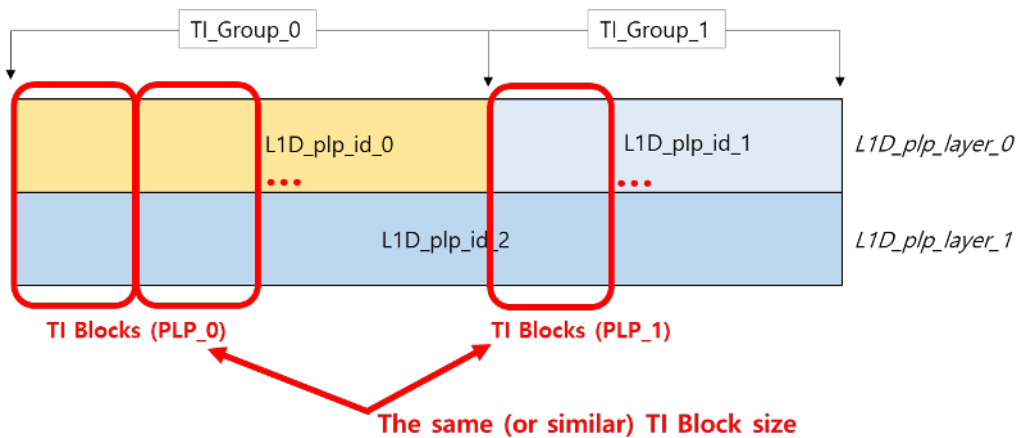 TI_Group_0
TI_Group_1
L1D_plp_id_0
L1D_plp_id_1
L1D_plp_layer_0
...
...
L1D_plp_id_2
L1D_plp_layer_1
TI Blocks (PLP_0)
TI Blocks (PLP_1)
The same (or similar) TI Block size